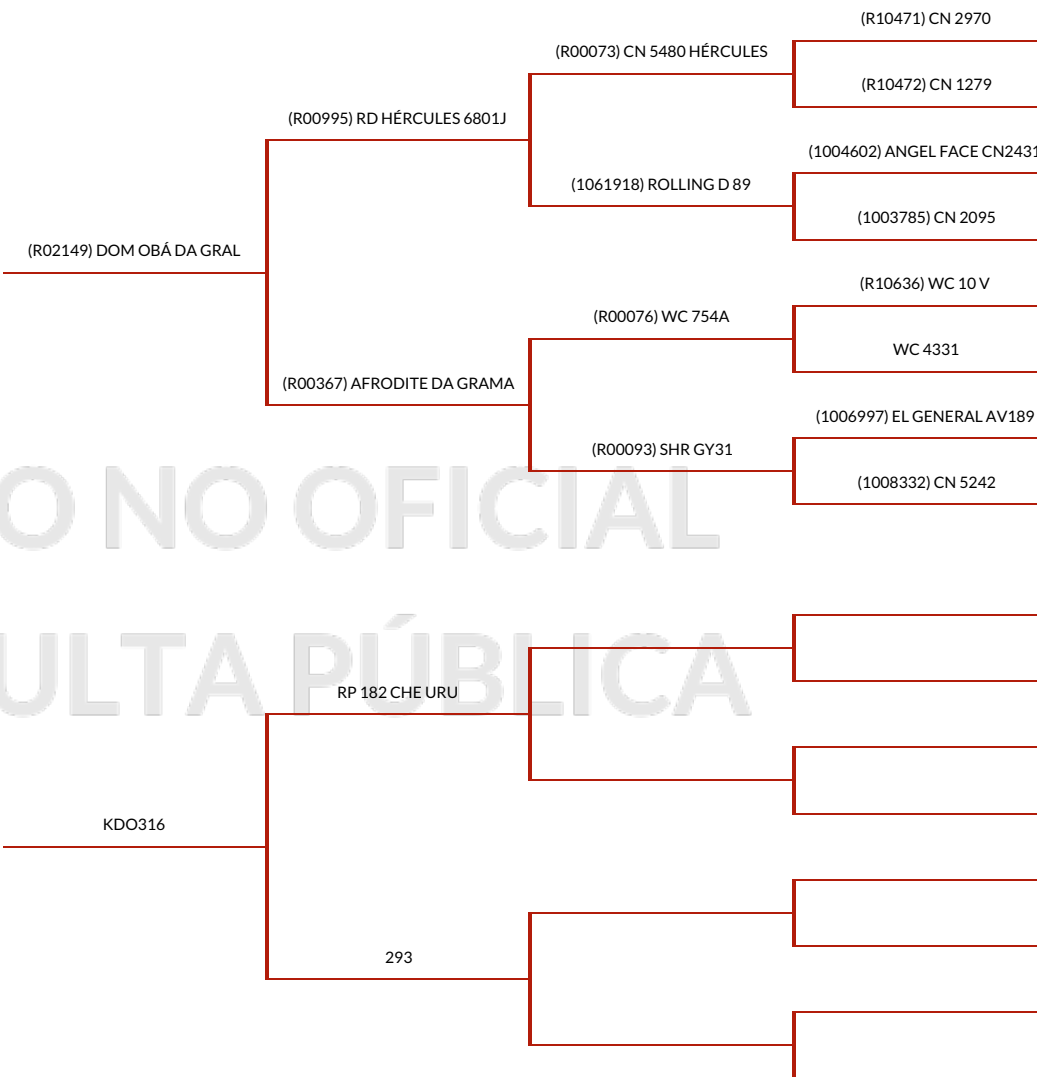 (R10471) CN 2970
(R00073) CN 5480 HÉRCULES
(R10472) CN 1279
(R00995) RD HÉRCULES 6801J
(1004602) ANGEL FACE CN2431
(1061918) ROLLING D 89
(1003785) CN 2095
(R02149) DOM OBÁ DA GRAL
(R10636) WC 10 V
(R00076) WC 754A
WC 4331
(R00367) AFRODITE DA GRAMA
(1006997) EL GENERAL AV189
(R00093) SHR GY31
(1008332) CN 5242
O NO OFICIAL
ULTA PÚBLICA
RP 182 CHE URU
KDO316
293